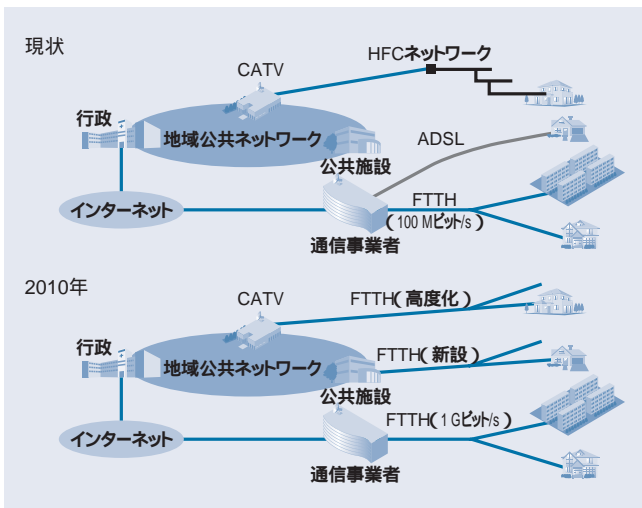 現状
HFCネットワーク
CATV
行政
地域公共ネットワーク
ADSL
公共施設
FTTH
(100 Mビット/s)
インターネット
通信事業者
2010年
CATV
FTTH(高度化)
行政
地域公共ネットワーク
FTTH(新設)
公共施設
FTTH(1 Gビット/s)
インターネット
通信事業者